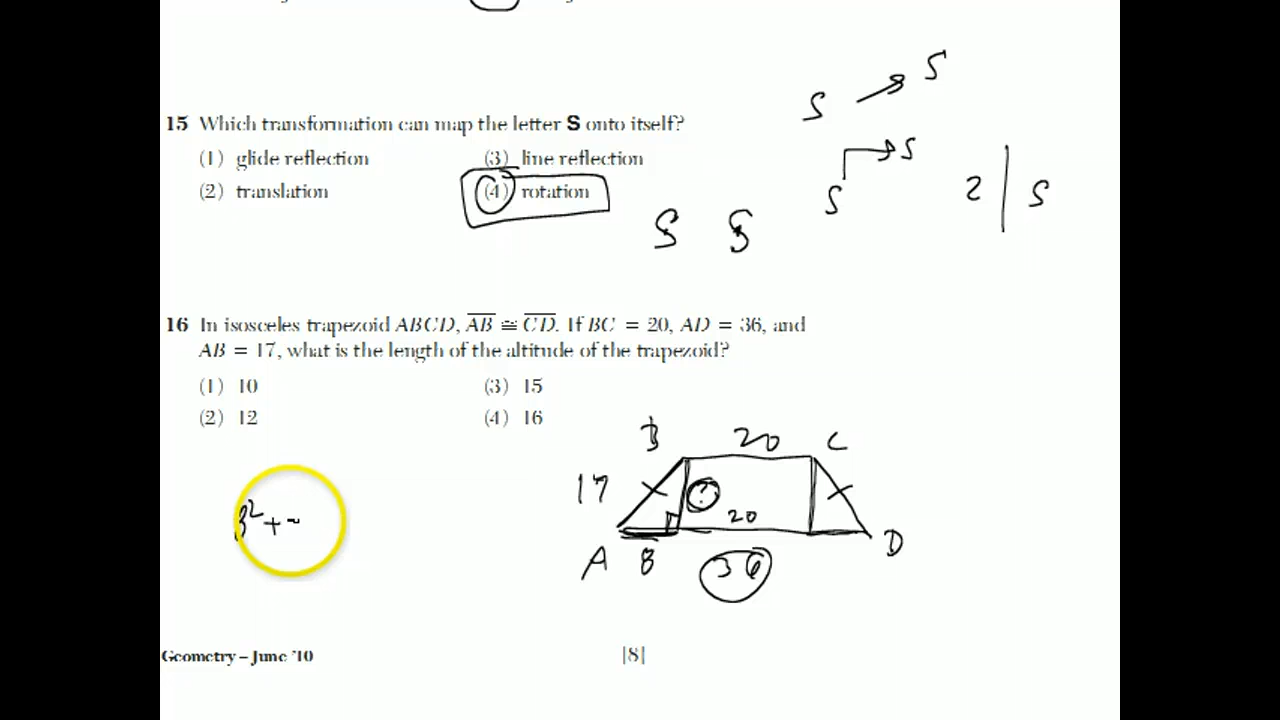 S
S
15 Which transformation can map the letter S onto itself?
(1) glide reflection (3) line reflection
S
(2) translation (4) rotation
S 2 | S
S S
16 In isosceles trapezoid ABCD, AB ≅ CD. If BC = 20, AD = 36, and
AB = 17, what is the length of the altitude of the trapezoid?
(1) 10 (3) 15
(2) 12 (4) 16
B 20 C
17 ?
8² + 20
A 8 36 D
Geometry – June '10 [8]